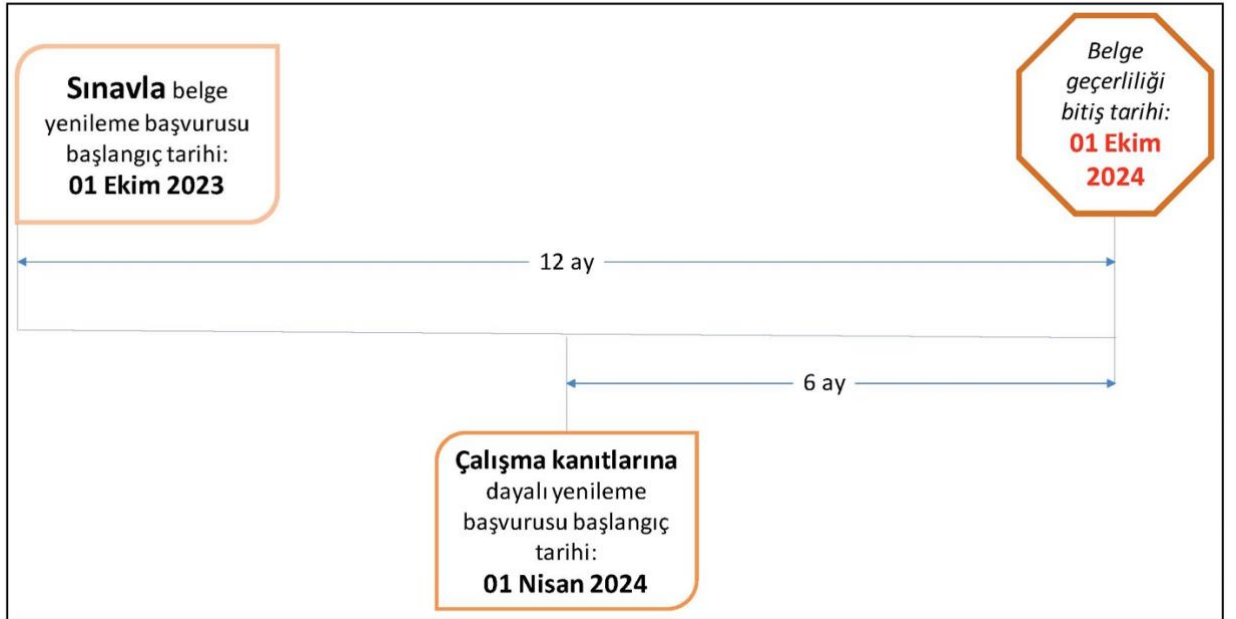 Sınavla belge
yenileme başvurusu
başlangıç tarihi:
01 Ekim 2023
Belge
geçerliliği
bitiş tarihi:
01 Ekim
2024
12 ay
6 ay
Çalışma kanıtlarına
dayalı yenileme
başvurusu başlangıç
tarihi:
01 Nisan 2024